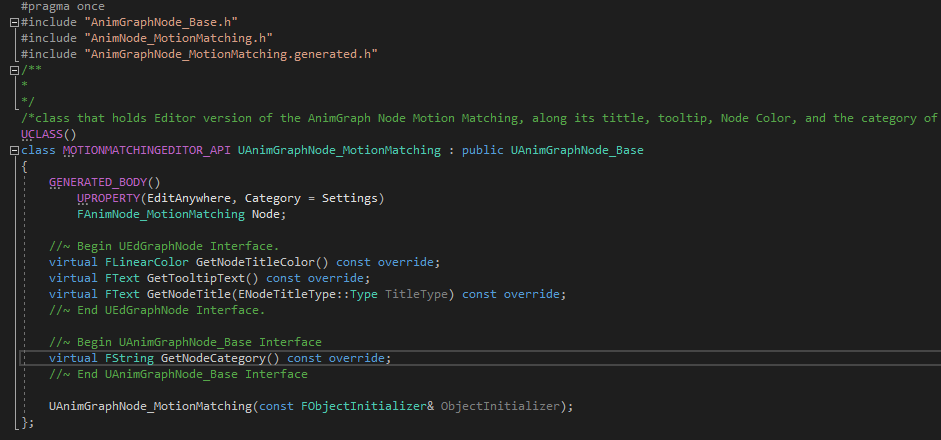 #pragma once
#include "AnimGraphNode_Base.h"
#include "AnimNode_MotionMatching.h"
#include "AnimGraphNode_MotionMatching.generated.h"
/**
*
*/
/*class that holds Editor version of the AnimGraph Node Motion Matching, along its tittle, tooltip, Node Color, and the category of
UCLASS()
class MOTIONMATCHINGEDITOR_API UAnimGraphNode_MotionMatching : public UAnimGraphNode_Base
{
GENERATED_BODY()
UPROPERTY(EditAnywhere, Category = Settings)
FAnimNode_MotionMatching Node;
//~ Begin UEdGraphNode Interface.
virtual FLinearColor GetNodeTitleColor() const override;
virtual FText GetTooltipText() const override;
virtual FText GetNodeTitle(ENodeTitleType::Type TitleType) const override;
//~ End UEdGraphNode Interface.
//~ Begin UAnimGraphNode_Base Interface
virtual FString GetNodeCategory() const override;
//~ End UAnimGraphNode_Base Interface
UAnimGraphNode_MotionMatching(const FObjectInitializer& ObjectInitializer);
};